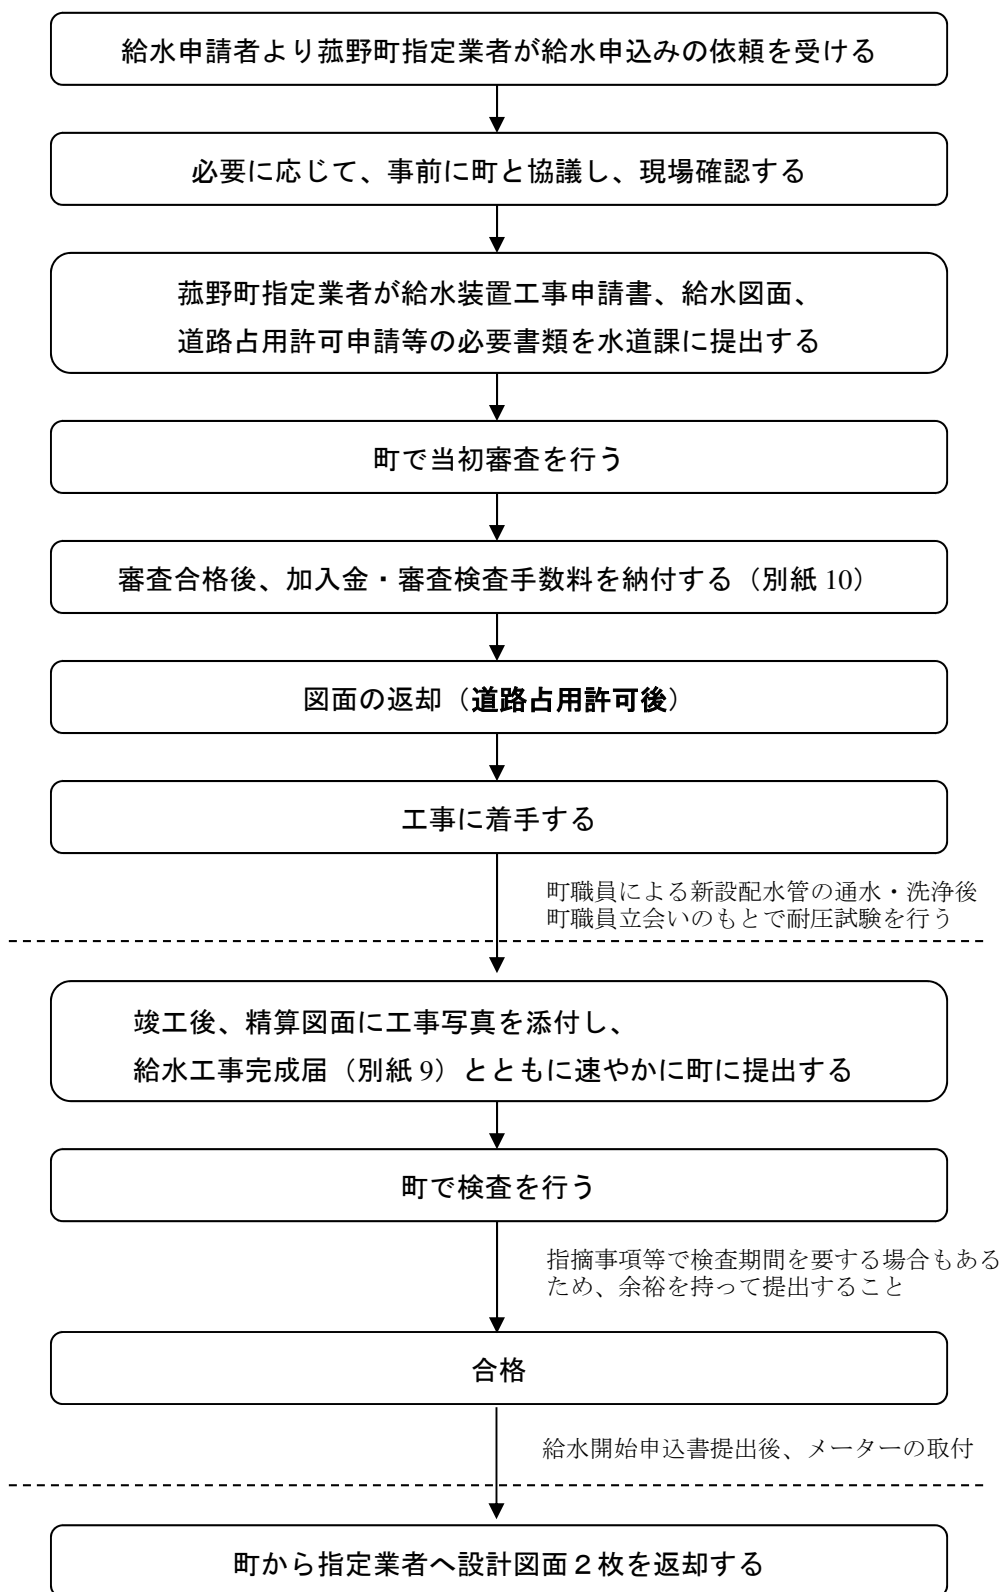 給水申請者より菰野町指定業者が給水申込みの依頼を受ける
必要に応じて、事前に町と協議し、現場確認する
菰野町指定業者が給水装置工事申請書、給水図面、
道路占用許可申請等の必要書類を水道課に提出する
町で当初審査を行う
審査合格後、加入金・審査検査手数料を納付する（別紙 10）
図面の返却（道路占用許可後）
工事に着手する
町職員による新設配水管の通水・洗浄後
町職員立会いのもとで耐圧試験を行う
竣工後、精算図面に工事写真を添付し、
給水工事完成届（別紙 9）とともに速やかに町に提出する
町で検査を行う
指摘事項等で検査期間を要する場合もある
ため、余裕を持って提出すること
合格
給水開始申込書提出後、メーターの取付
町から指定業者へ設計図面２枚を返却する